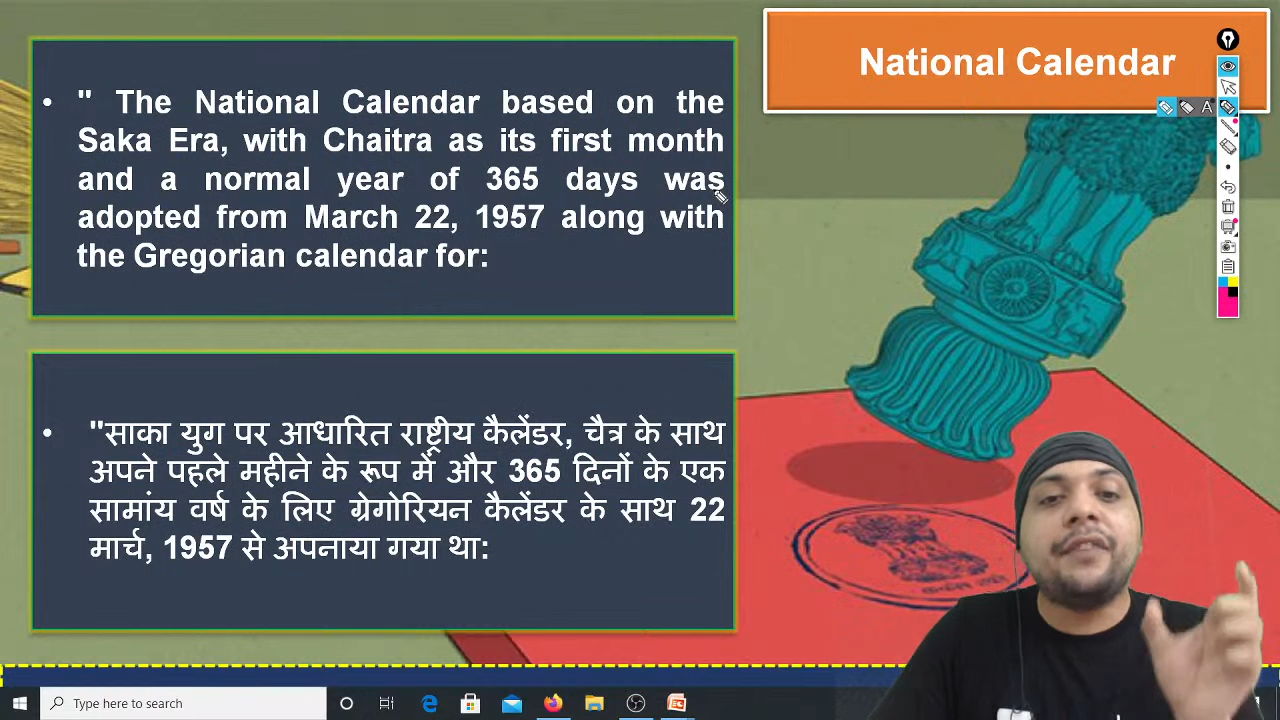 National Calendar
• " The National Calendar based on the
Saka Era, with Chaitra as its first month
and a normal year of 365 days was
adopted from March 22, 1957 along with
the Gregorian calendar for:
• "साका युग पर आधारित राष्ट्रीय कैलेंडर, चैत्र के साथ
अपने पहले महीने के रूप में और 365 दिनों के एक
सामांय वर्ष के लिए ग्रेगोरियन कैलेंडर के साथ 22
मार्च, 1957 से अपनाया गया था:
A
Type here to search